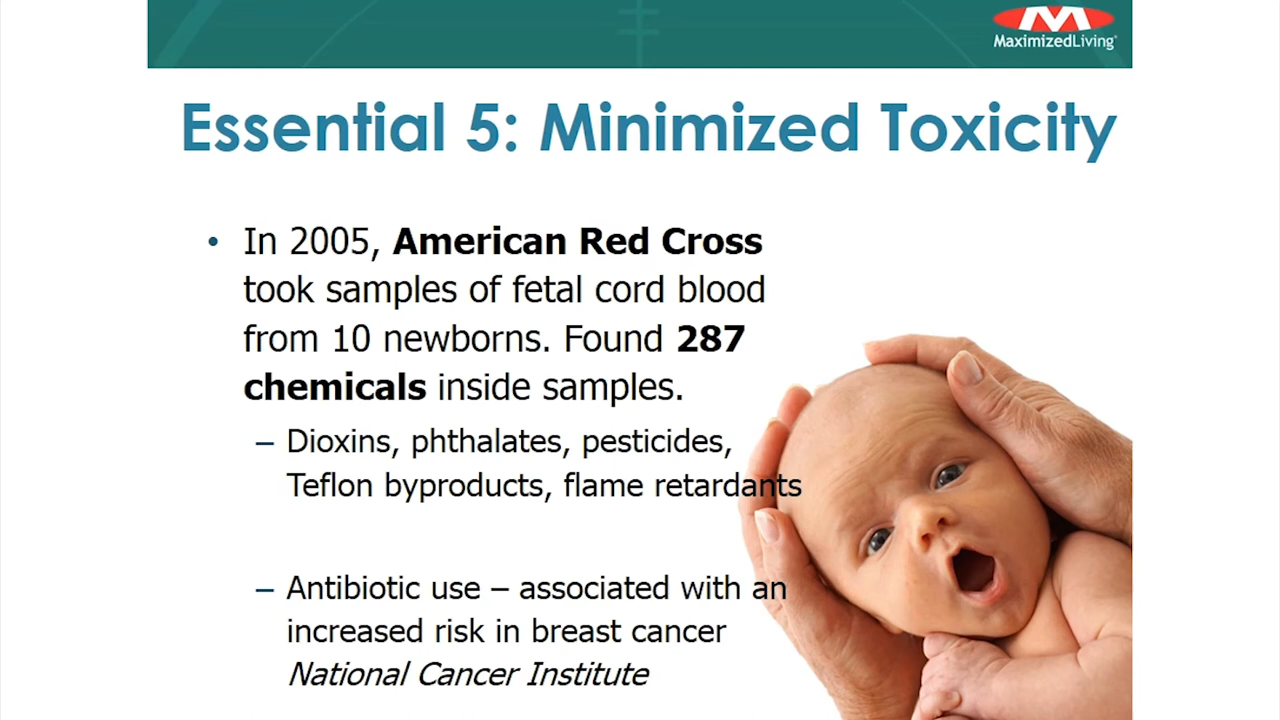 MaximizedLiving
Essential 5: Minimized Toxicity
• In 2005, American Red Cross
took samples of fetal cord blood
from 10 newborns. Found 287
chemicals inside samples.
– Dioxins, phthalates, pesticides,
Teflon byproducts, flame retardants
– Antibiotic use – associated with an
increased risk in breast cancer
National Cancer Institute